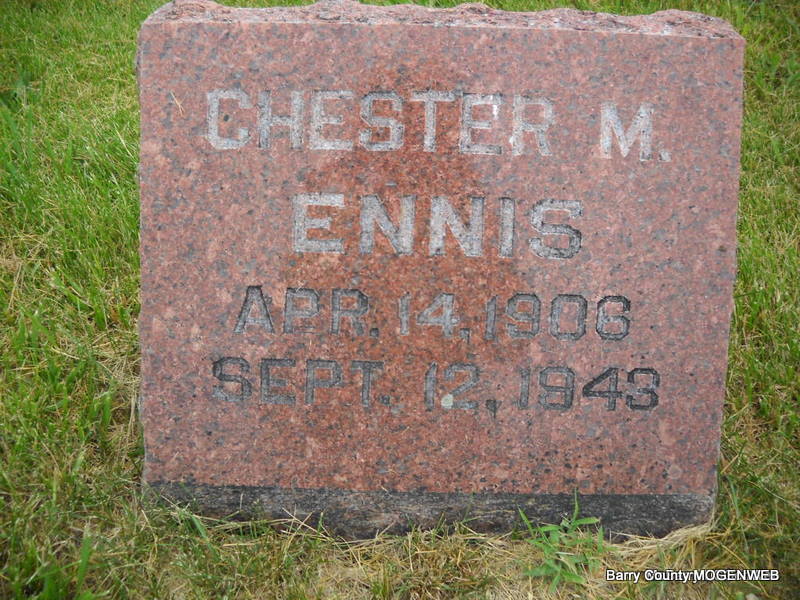 CHESTER M.
ENNIS
APR. 14, 1906
SEPT. 12, 1943
Barry County MOGENWEB